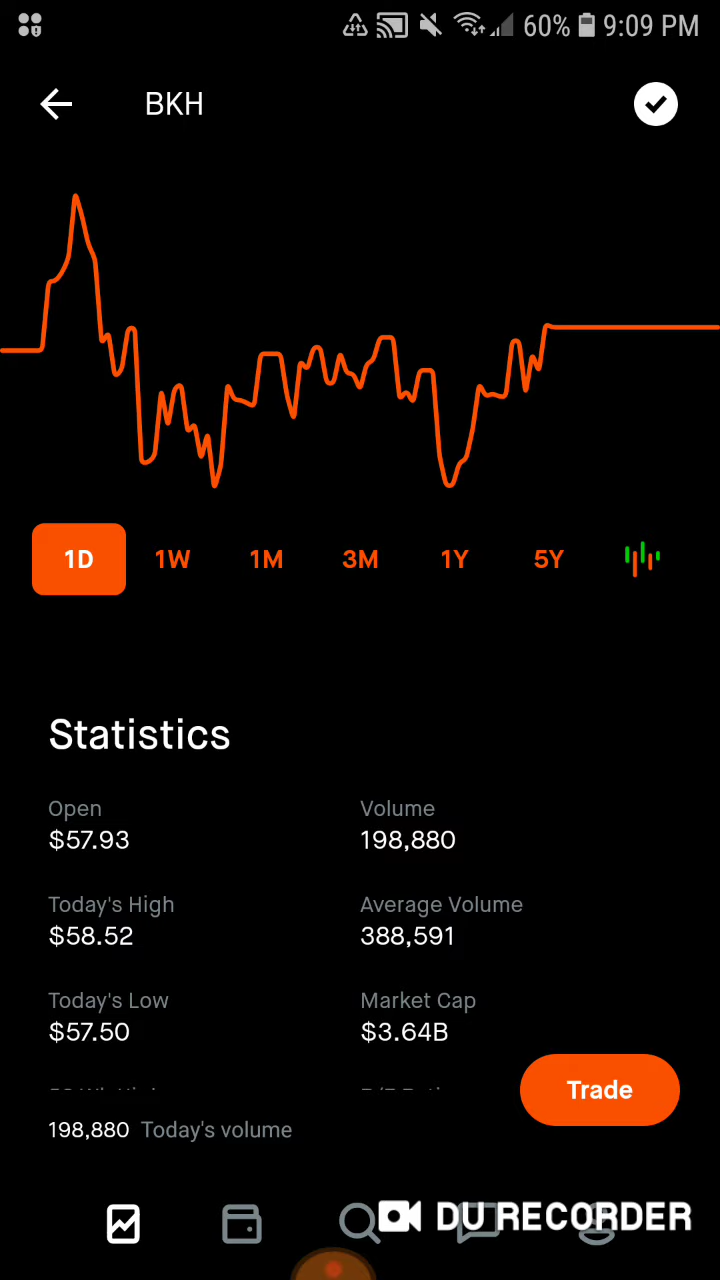 60% 9:09 PM
BKH
1D 1W 1M 3M 1Y 5Y
Statistics
Open Volume
$57.93 198,880
Today's High Average Volume
$58.52 388,591
Today's Low Market Cap
$57.50 $3.64B
Trade
198,880 Today's volume
DU RECORDER